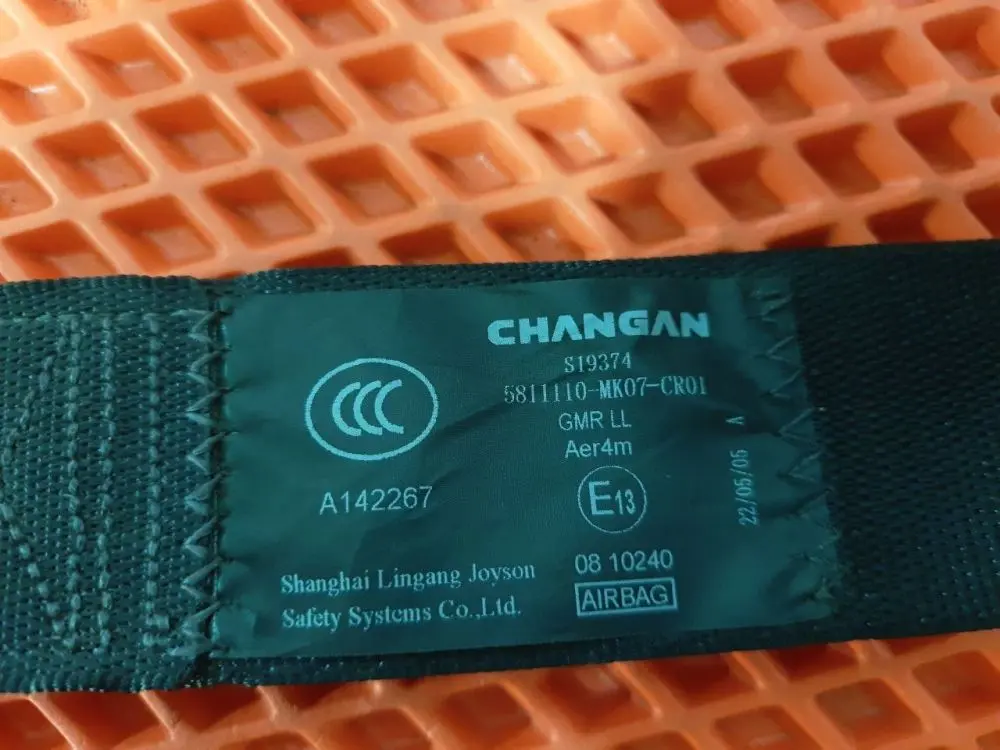 CHANGAN
S19374
5811110-MK07-CR01
GMR LL
Aer4m
CCC
A142267
E13
08 10240
AIRBAG
Shanghai Lingang Joyson
Safety Systems Co.,Ltd.
22/05/05 A